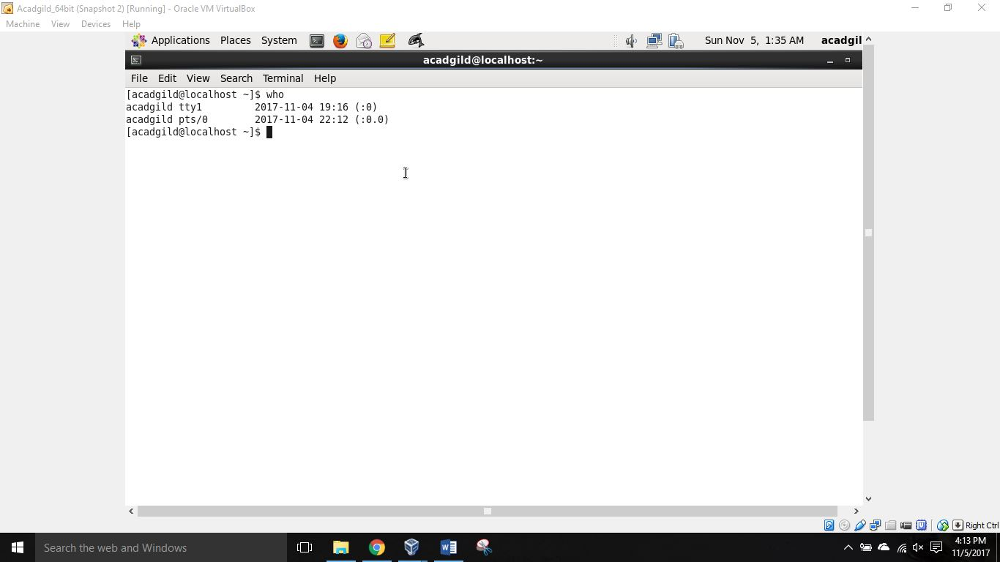 Acadgild_64bit (Snapshot 2) [Running] - Oracle VM VirtualBox
Machine View Devices Help
Applications Places System Sun Nov 5, 1:35 AM acadgil
acadgild@localhost:~
File Edit View Search Terminal Help
[acadgild@localhost ~]$ who
acadgild tty1        2017-11-04 19:16 (:0)
acadgild pts/0        2017-11-04 22:12 (:0.0)
[acadgild@localhost ~]$
Right Ctrl
Search the web and Windows
4:13 PM
11/5/2017